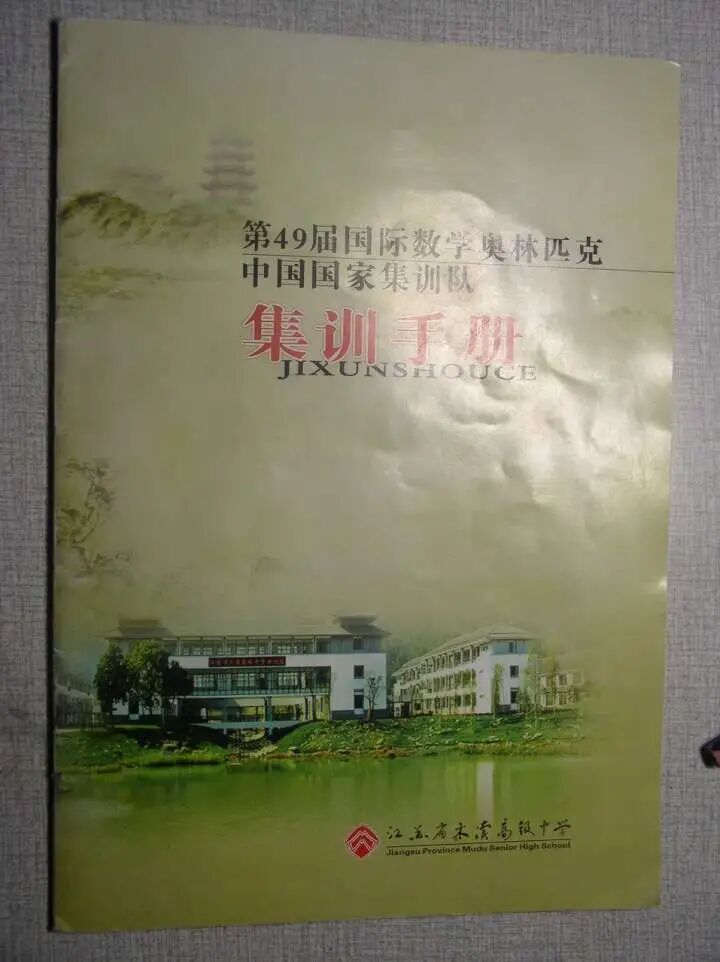 第49届国际数学奥林匹克
中国国家集训队
集训手册
JIXUNSHOUCE
江苏省木渎高级中学
Jiangsu Province Mudu Senior High School